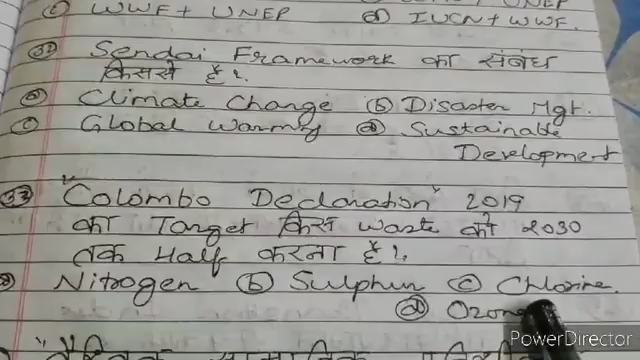 (c) WWF + UNEP (d) IUCN + WWF.
(32) Sendai Framework का संबंध
किससे है?
(a) Climate Change (b) Disaster Mgt.
(c) Global Warming (d) Sustainable
Development
(33) "Colombo Declaration" 2019
का Target किस waste को 2030
तक Half करना है?
(a) Nitrogen (b) Sulphur (c) Chlorine.
(d) Ozone
PowerDirector